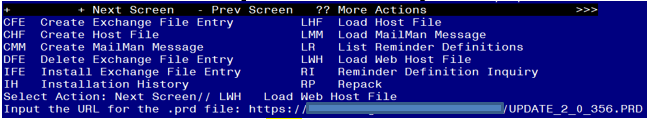 + + Next Screen - Prev Screen ?? More Actions >>>
CFE Create Exchange File Entry LHF Load Host File
CHF Create Host File LMM Load MailMan Message
CMM Create MailMan Message LR List Reminder Definitions
DFE Delete Exchange File Entry LWH Load Web Host File
IFE Install Exchange File Entry RI Reminder Definition Inquiry
IH Installation History RP Repack
Select Action: Next Screen// LWH Load Web Host File
Input the URL for the .prd file: https:/ /UPDATE_2_0_356.PRD